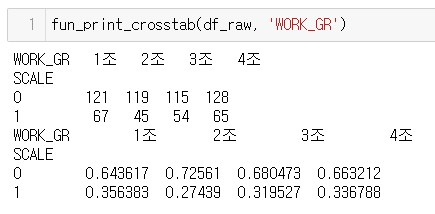 1 fun_print_crosstab(df_raw, 'WORK_GR')
WORK_GR 1조 2조 3조 4조
SCALE
0 121 119 115 128
1 67 45 54 65
WORK_GR 1조 2조 3조 4조
SCALE
0 0.643617 0.72561 0.680473 0.663212
1 0.356383 0.27439 0.319527 0.336788